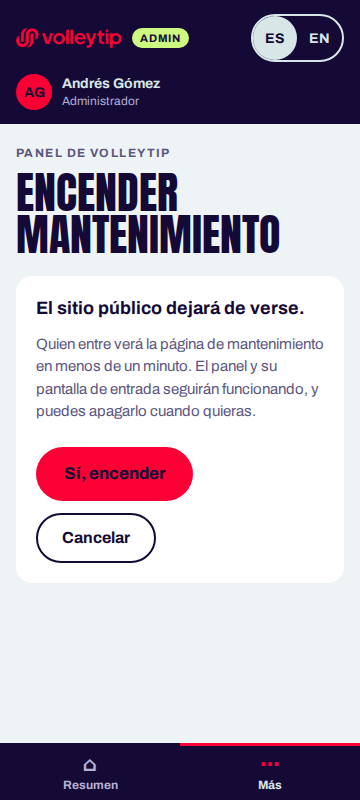 volleytip ADMIN ES EN
AG Andrés Gómez
Administrador
PANEL DE VOLLEYTIP
ENCENDER
MANTENIMIENTO
El sitio público dejará de verse.
Quien entre verá la página de mantenimiento
en menos de un minuto. El panel y su
pantalla de entrada seguirán funcionando, y
puedes apagarlo cuando quieras.
Sí, encender
Cancelar
Resumen Más